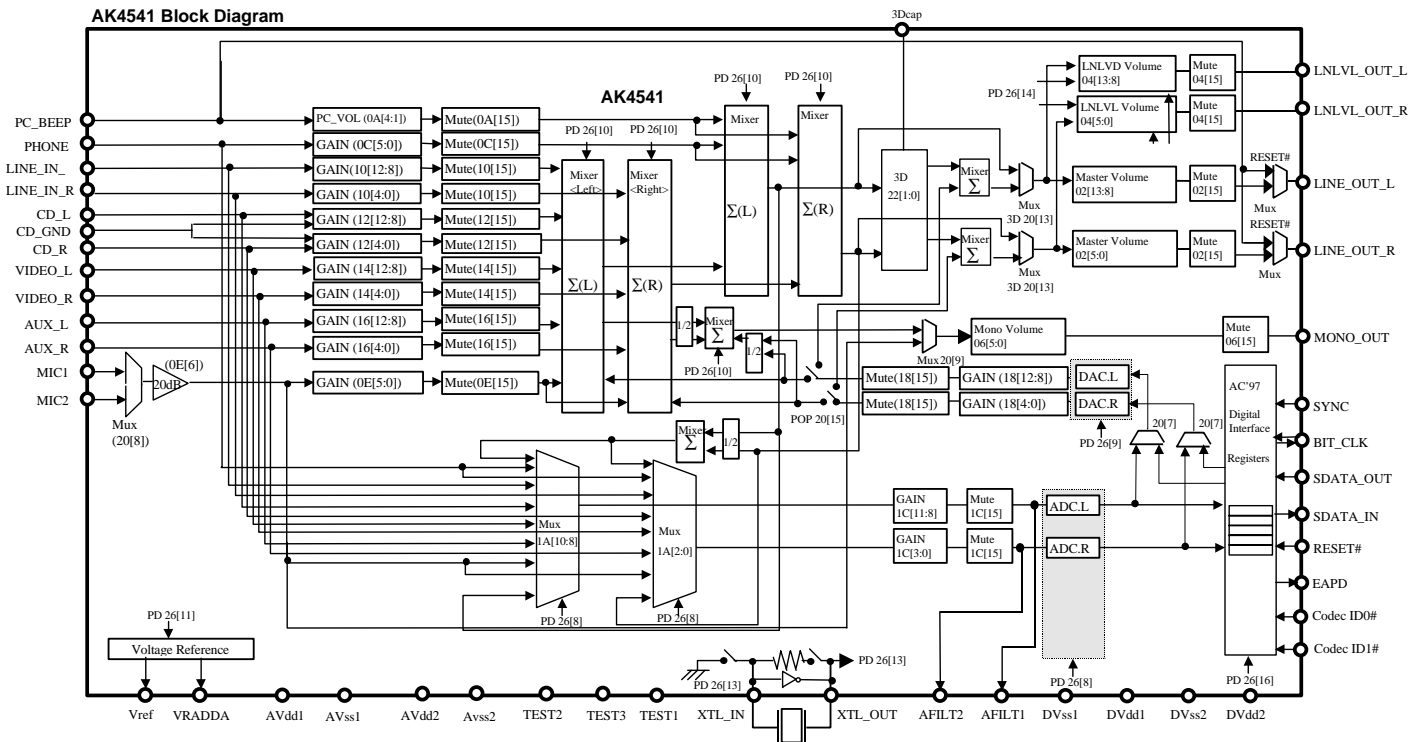 AK4541 Block Diagram
3Dcap
PC_BEEP
PHONE
LINE_IN_
LINE_IN_R
CD_L
CD_GND
CD_R
VIDEO_L
VIDEO_R
AUX_L
AUX_R
MIC1
MIC2
Mux
(20[8])
(0E[6])
20dB
PC_VOL (0A[4:1)
GAIN (0C[5:0])
GAIN(10[12:8])
GAIN (10[4:0])
GAIN (12[12:8])
GAIN (12[4:0])
GAIN (14[12:8])
GAIN (14[4:0])
GAIN (16[12:8])
GAIN (16[4:0])
GAIN (0E[5:0])
Mute(0A[15])
Mute(0C[15])
Mute(10[15])
Mute(10[15])
Mute(12[15])
Mute(12[15])
Mute(14[15])
Mute(14[15])
Mute(16[15])
Mute(16[15])
Mute(0E[15])
AK4541
PD 26[10]
PD 26[10]
Mixer
<Left>
Σ(L)
Mixer
<Right>
Σ(R)
PD 26[10]
PD 26[10]
Mixer
Σ(L)
Mixer
Σ(R)
3D
22[1:0]
Mixer
Σ
Mixer
Σ
Mux
3D 20[13]
Mux
3D 20[13]
PD 26[14]
LNLVD Volume
04[13:8]
LNLVL Volume
04[5:0]
Mute
04[15]
Mute
04[15]
Master Volume
02[13:8]
Mute
02[15]
Master Volume
02[5:0]
Mute
02[15]
RESET#
Mux
RESET#
Mux
LNLVL_OUT_L
LNLVL_OUT_R
LINE_OUT_L
LINE_OUT_R
MONO_OUT
1/2
Mixer
Σ
1/2
PD 26[10]
Mux20[9]
Mono Volume
06[5:0]
Mute
06[15]
POP 20[15]
Mute(18[15])
GAIN (18[12:8])
DAC.L
Mute(18[15])
GAIN (18[4:0])
DAC.R
PD 26[9]
20[7]
20[7]
AC'97
Digital
Interface
Registers
SYNC
BIT_CLK
SDATA_OUT
SDATA_IN
RESET#
EAPD
Codec ID0#
Codec ID1#
Mixer
Σ
1/2
Mux
1A[10:8]
Mux
1A[2:0]
PD 26[8]
PD 26[8]
GAIN
1C[11:8]
Mute
1C[15]
ADC.L
GAIN
1C[3:0]
Mute
1C[15]
ADC.R
PD 26[8]
PD 26[16]
PD 26[11]
Voltage Reference
PD 26[13]
PD 26[13]
Vref
VRADDA
AVdd1
AVss1
AVdd2
Avss2
TEST2
TEST3
TEST1
XTL_IN
XTL_OUT
AFILT2
AFILT1
DVss1
DVdd1
DVss2
DVdd2